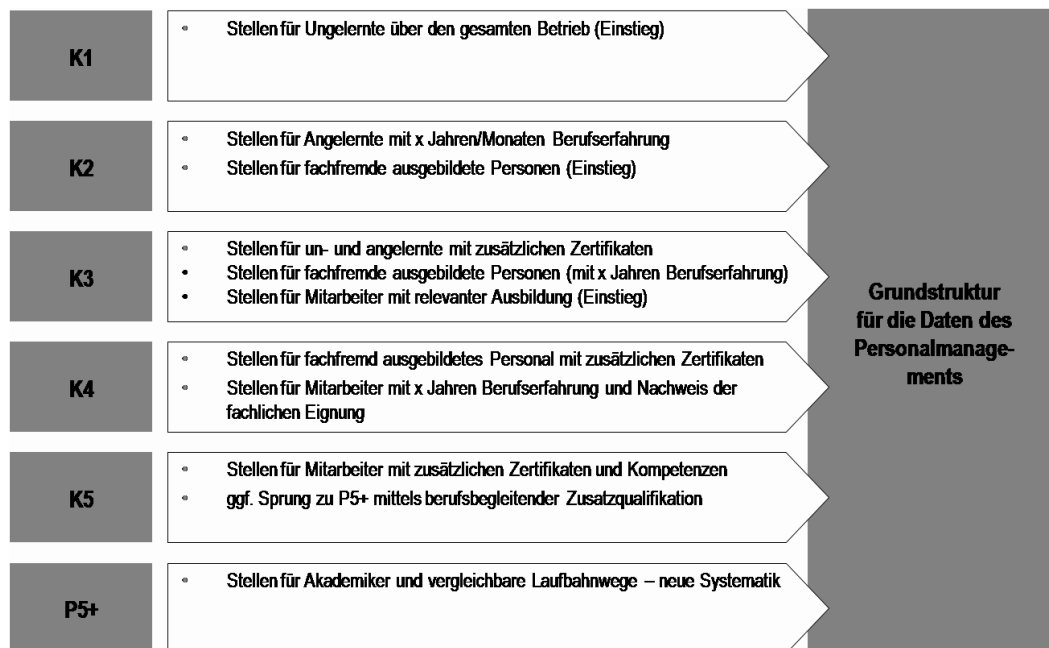 K1
• Stellen für Ungelernte über den gesamten Betrieb (Einstieg)
K2
• Stellen für Angelernte mit x Jahren/Monaten Berufserfahrung
• Stellen für fachfremde ausgebildete Personen (Einstieg)
K3
• Stellen für un- und angelernte mit zusätzlichen Zertifikaten
• Stellen für fachfremde ausgebildete Personen (mit x Jahren Berufserfahrung)
• Stellen für Mitarbeiter mit relevanter Ausbildung (Einstieg)
K4
• Stellen für fachfremd ausgebildetes Personal mit zusätzlichen Zertifikaten
• Stellen für Mitarbeiter mit x Jahren Berufserfahrung und Nachweis der
fachlichen Eignung
K5
• Stellen für Mitarbeiter mit zusätzlichen Zertifikaten und Kompetenzen
• ggf. Sprung zu P5+ mittels berufsbegleitender Zusatzqualifikation
P5+
• Stellen für Akademiker und vergleichbare Laufbahnwege – neue Systematik
Grundstruktur
für die Daten des
Personalmanage-
ments